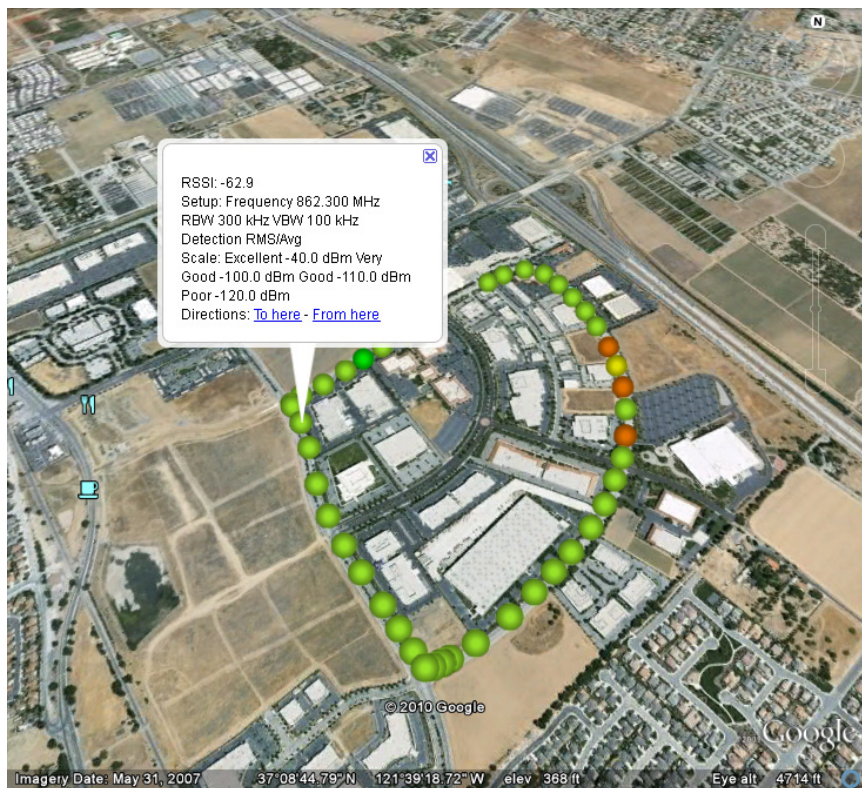 N
RSSI: -62.9
Setup: Frequency 862.300 MHz
RBW 300 kHz VBW 100 kHz
Detection RMS/Avg
Scale: Excellent -40.0 dBm Very
Good -100.0 dBm Good -110.0 dBm
Poor -120.0 dBm
Directions: To here - From here
© 2010 Google
Google
Imagery Date: May 31, 2007 37°08'44.79" N 121°39'18.72" W elev 368 ft Eye alt 4714 ft